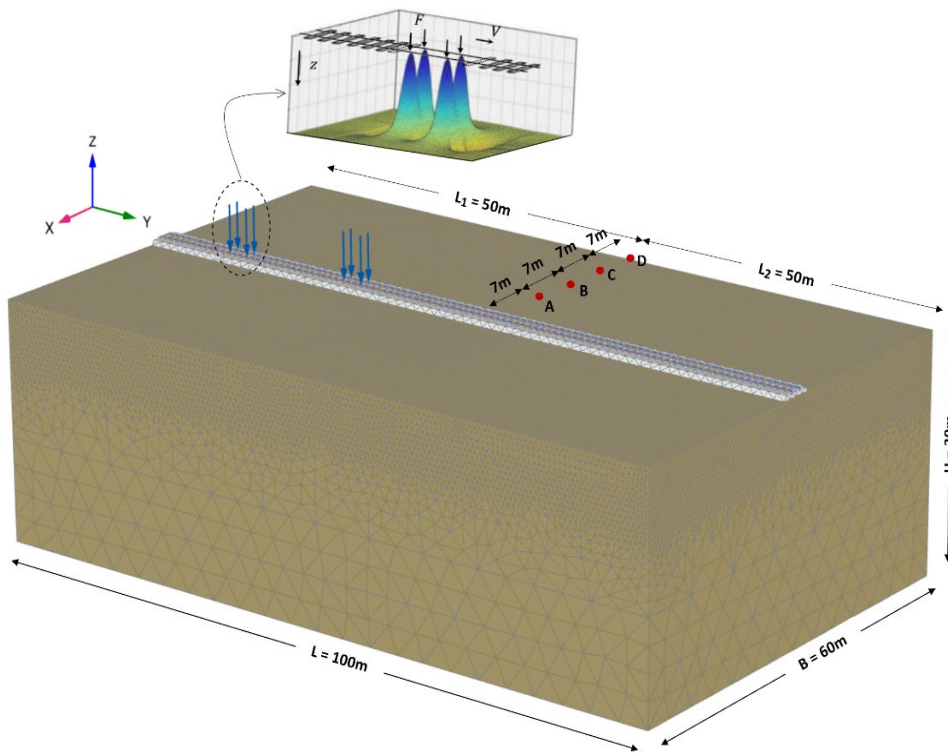 F
V
z
Z
X
Y
L₁ = 50m
L₂ = 50m
7m
7m
7m
7m
A
B
C
D
L = 100m
B = 60m